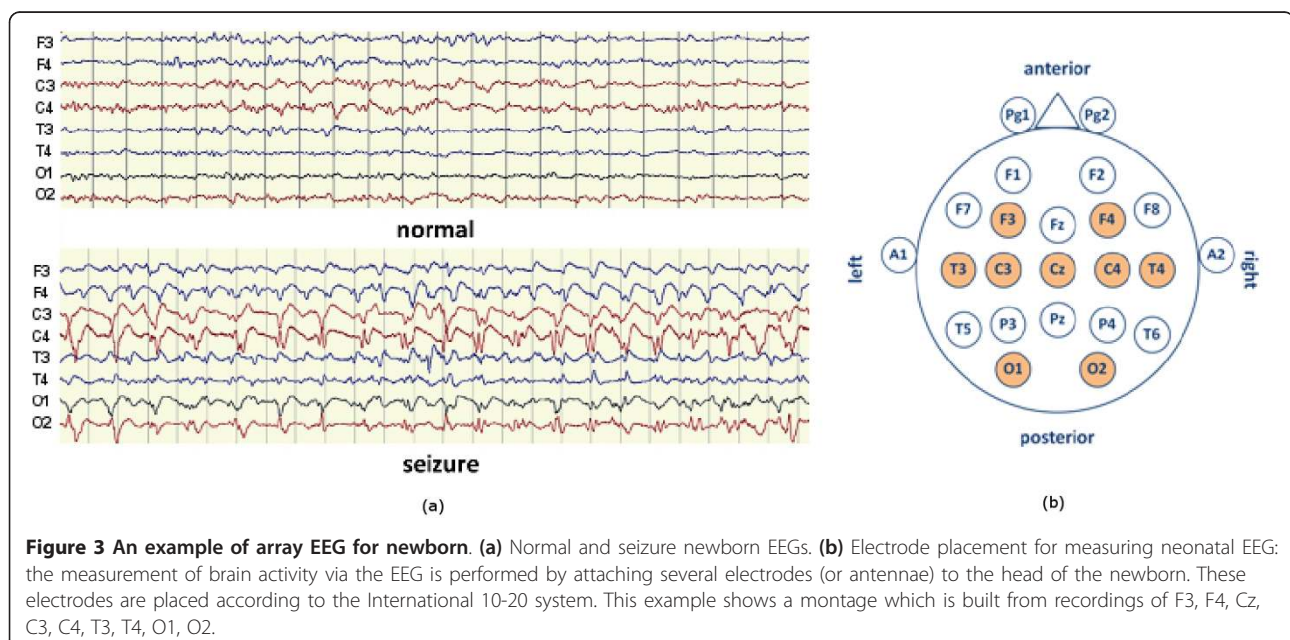 F3
F4
C3
C4
T3
T4
O1
O2
normal
F3
F4
C3
C4
T3
T4
O1
O2
seizure
(a)
anterior
Pg1 Pg2
F1 F2
F7 F3 Fz F4 F8
A1 A2
left right
T3 C3 Cz C4 T4
T5 P3 Pz P4 T6
O1 O2
posterior
(b)
Figure 3 An example of array EEG for newborn. (a) Normal and seizure newborn EEGs. (b) Electrode placement for measuring neonatal EEG:
the measurement of brain activity via the EEG is performed by attaching several electrodes (or antennae) to the head of the newborn. These
electrodes are placed according to the International 10-20 system. This example shows a montage which is built from recordings of F3, F4, Cz,
C3, C4, T3, T4, O1, O2.